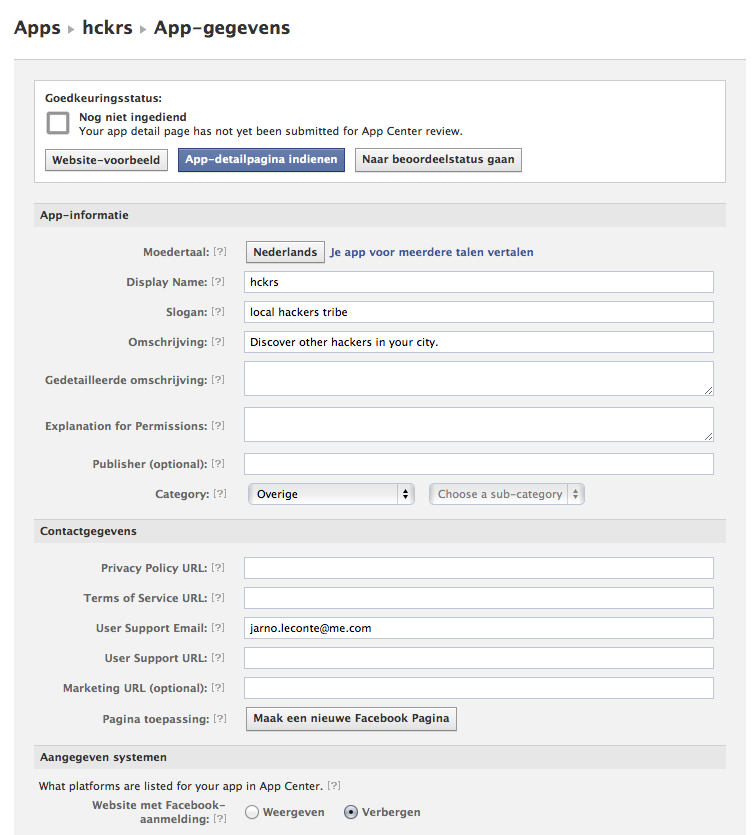 Apps ▸ hckrs ▸ App-gegevens
Goedkeuringsstatus:
Nog niet ingediend
Your app detail page has not yet been submitted for App Center review.
Website-voorbeeld App-detailpagina indienen Naar beoordeelstatus gaan
App-informatie
Moedertaal: [?] Nederlands Je app voor meerdere talen vertalen
Display Name: [?] hckrs
Slogan: [?] local hackers tribe
Omschrijving: [?] Discover other hackers in your city.
Gedetailleerde omschrijving: [?]
Explanation for Permissions: [?]
Publisher (optional): [?]
Category: [?] Overige Choose a sub-category
Contactgegevens
Privacy Policy URL: [?]
Terms of Service URL: [?]
User Support Email: [?] jarno.leconte@me.com
User Support URL: [?]
Marketing URL (optional): [?]
Pagina toepassing: [?] Maak een nieuwe Facebook Pagina
Aangegeven systemen
What platforms are listed for your app in App Center. [?]
Website met Facebook-
aanmelding: [?] Weergeven Verbergen